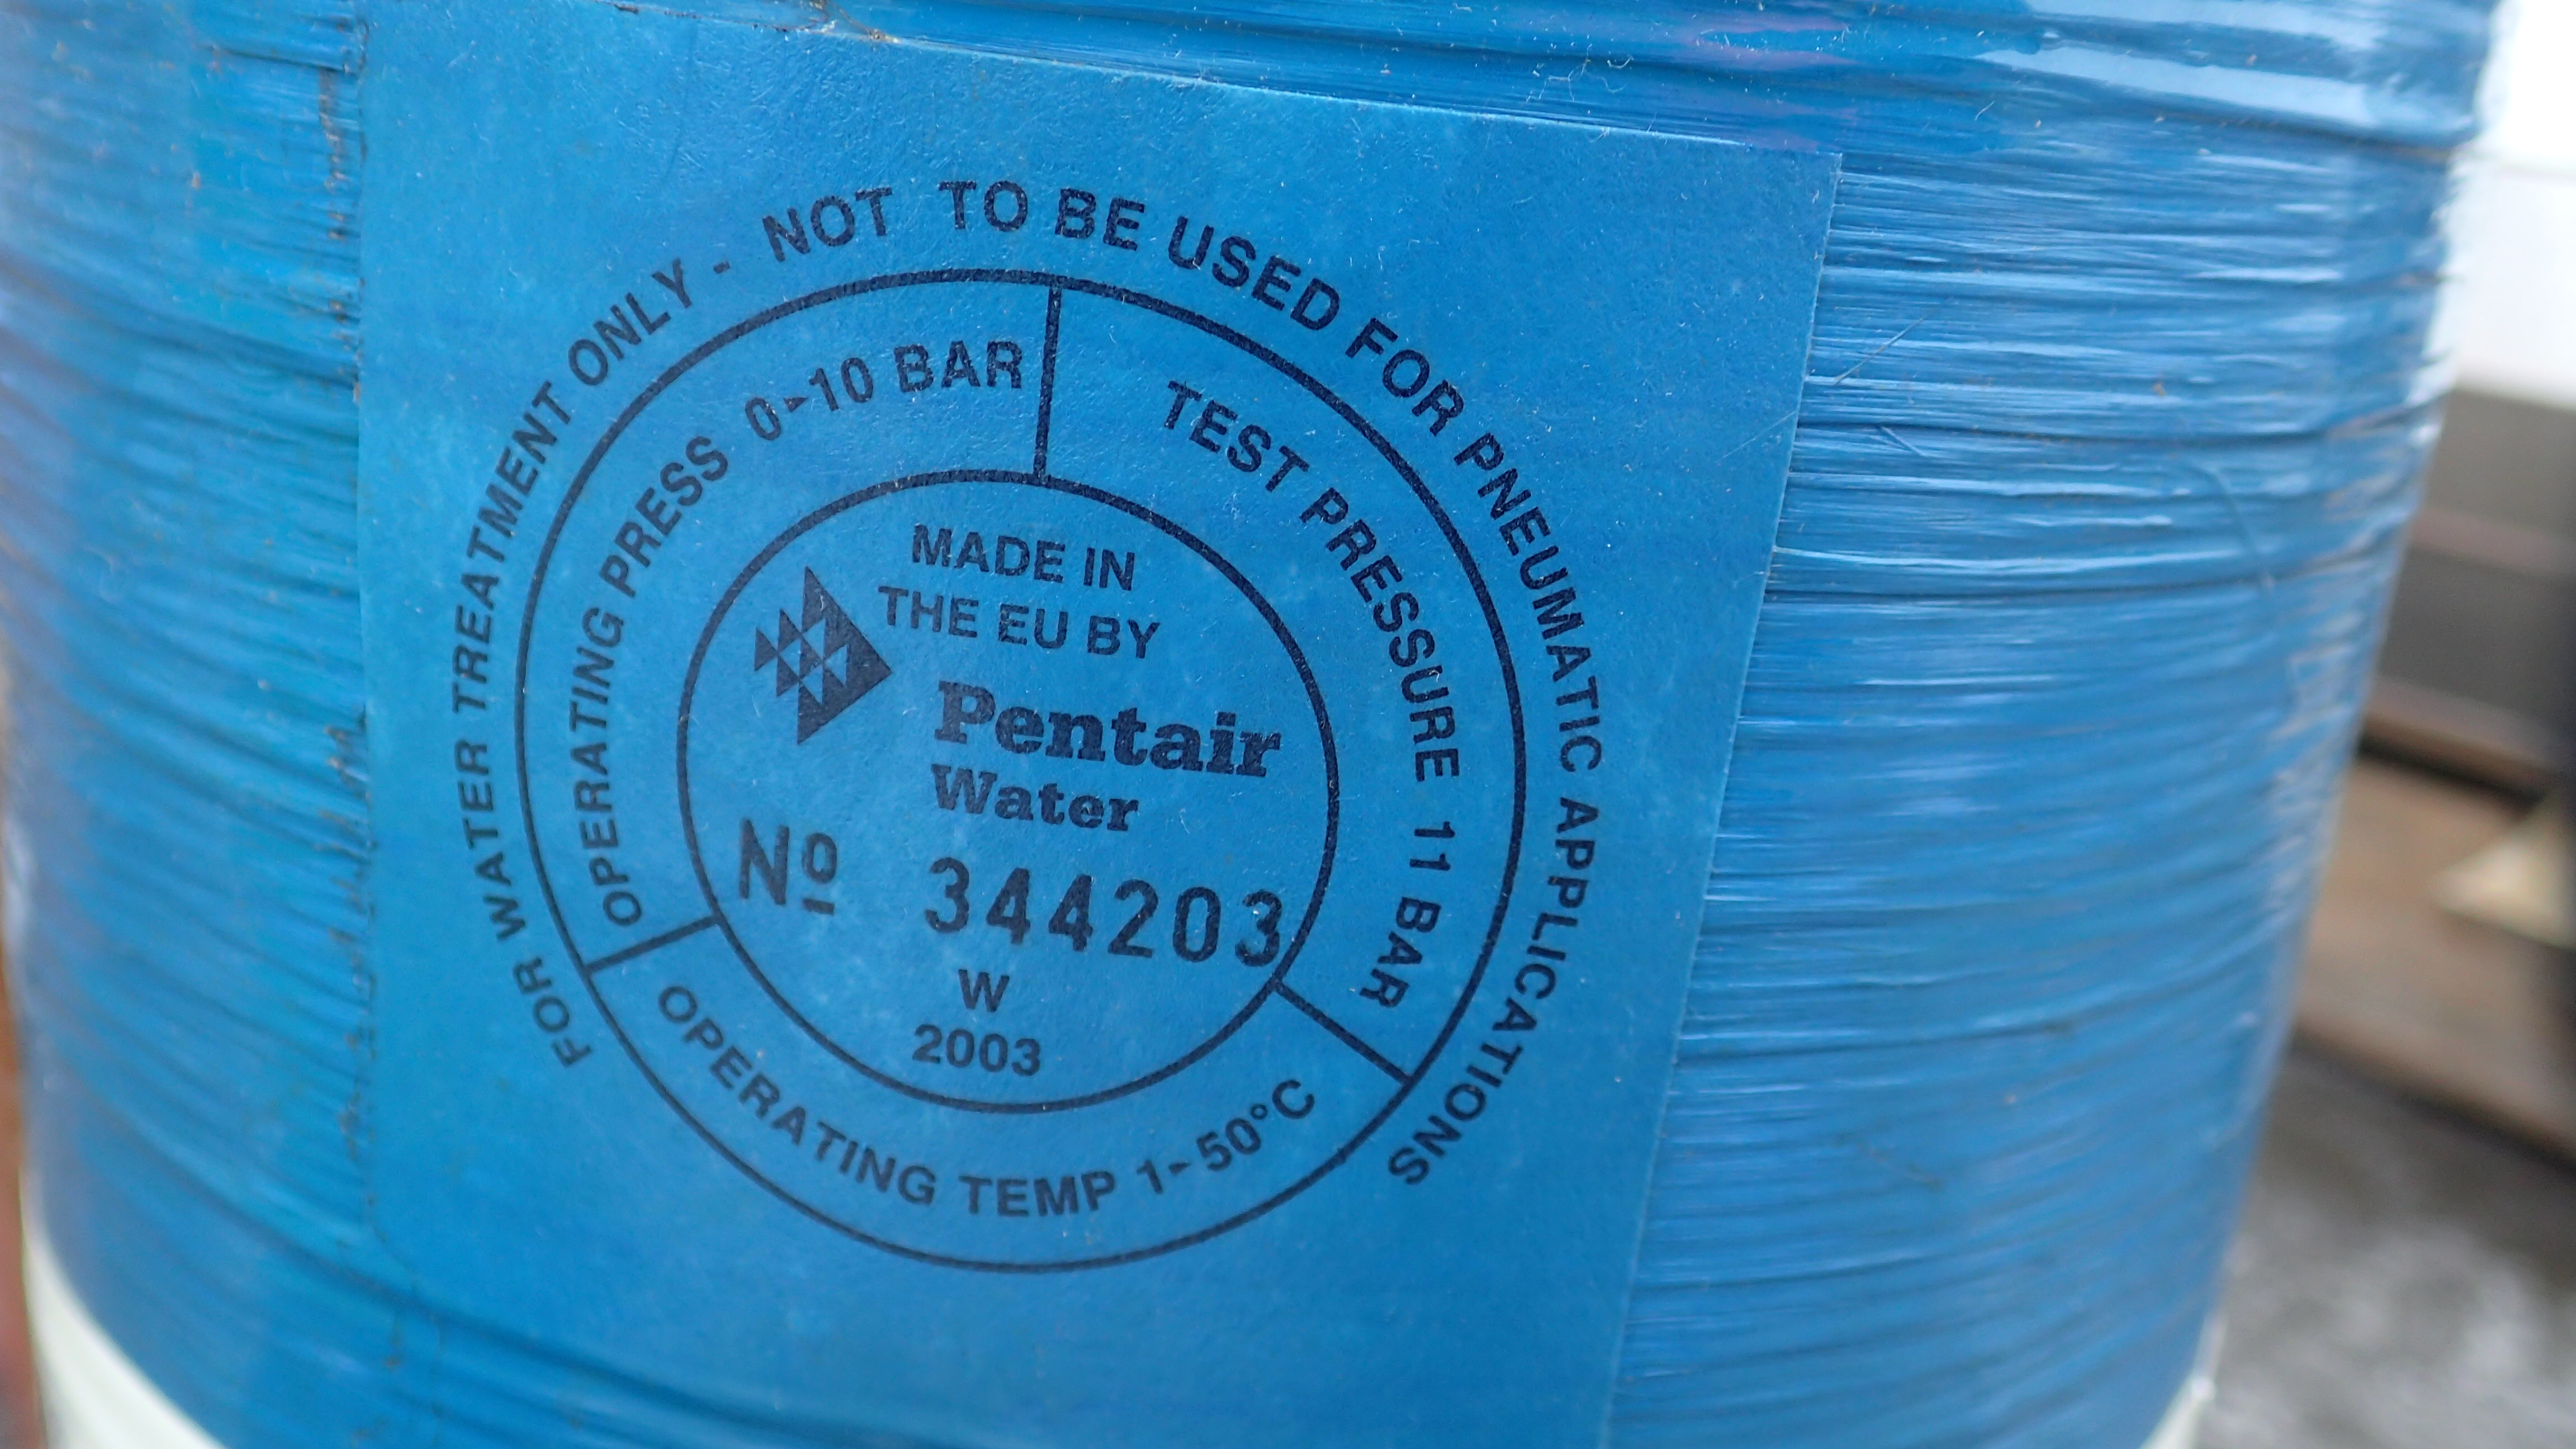 FOR WATER TREATMENT ONLY - NOT TO BE USED FOR PNEUMATIC APPLICATIONS
OPERATING PRESS 0-10 BAR
TEST PRESSURE 11 BAR
OPERATING TEMP 1-50°C
MADE IN
THE EU BY
Pentair
Water
Nº 344203
W
2003